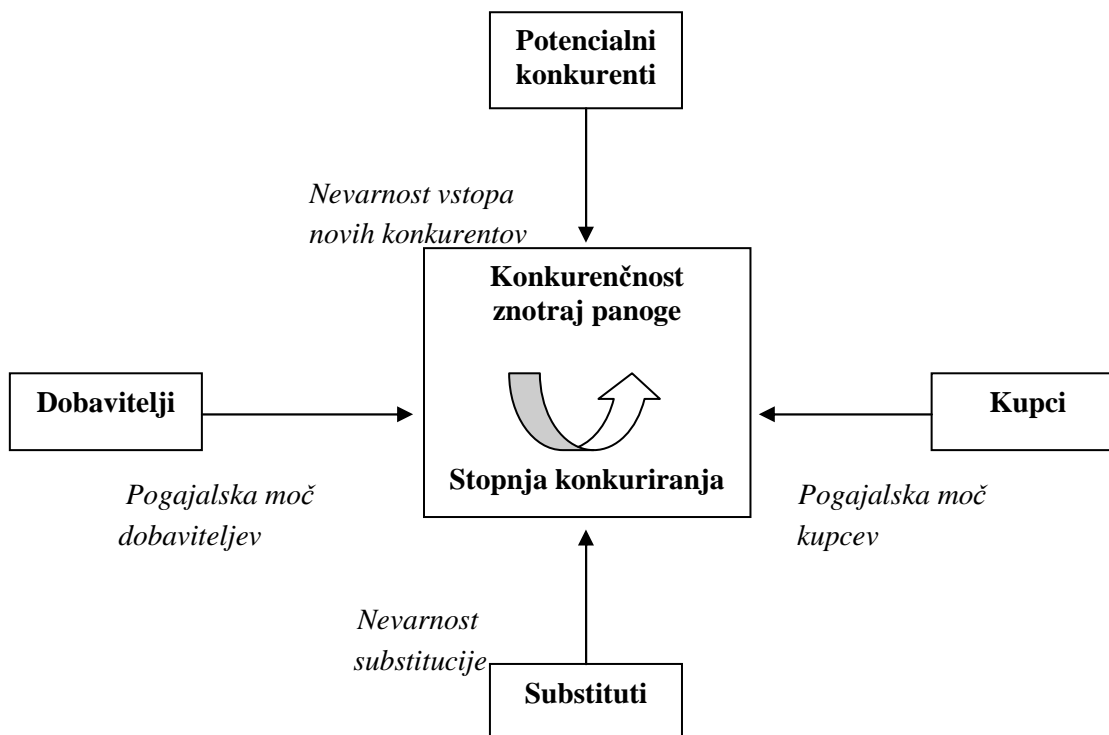 Potencialni
konkurenti
Nevarnost vstopa
novih konkurentov
Konkurenčnost
znotraj panoge
Dobavitelji
Kupci
Stopnja konkuriranja
Pogajalska moč
dobaviteljev
Pogajalska moč
kupcev
Nevarnost
substitucije
Substituti